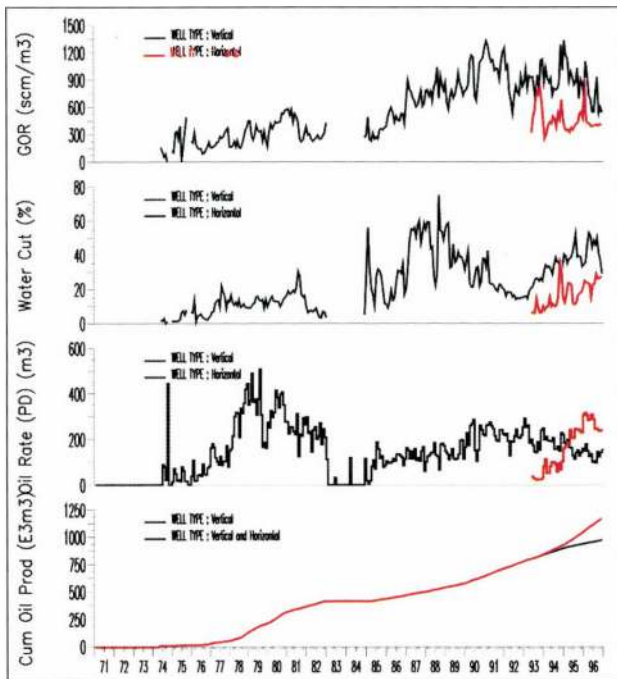 GOR (scm/m3)
1500
1200
900
600
300
0
WELL TYPE : Vertical
WELL TYPE : Horizontal
Water Cut (%)
80
60
40
20
0
WELL TYPE : Vertical
WELL TYPE : Horizontal
Oil Rate (PD) (m3)
600
400
200
0
WELL TYPE : Vertical
WELL TYPE : Horizontal
Cum Oil Prod (E3m3)
1250
1000
750
500
250
0
WELL TYPE : Vertical
WELL TYPE : Vertical and Horizontal
71 72 73 74 75 76 77 78 79 80 81 82 83 84 85 86 87 88 89 90 91 92 93 94 95 96